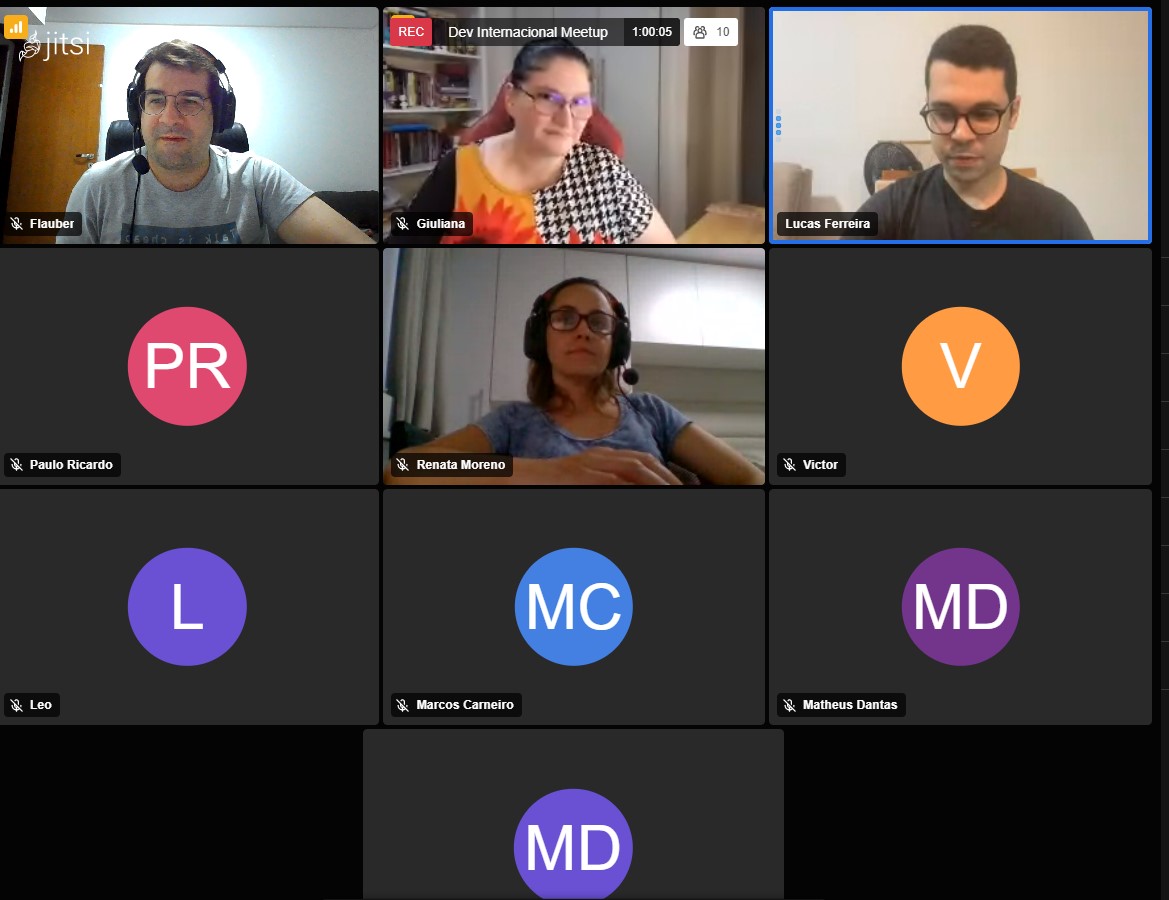 jitsi
REC Dev Internacional Meetup 1:00:05 10
Flauber
Giuliana
Lucas Ferreira
PR
V
Paulo Ricardo
Renata Moreno
Victor
L
MC
MD
Leo
Marcos Carneiro
Matheus Dantas
MD